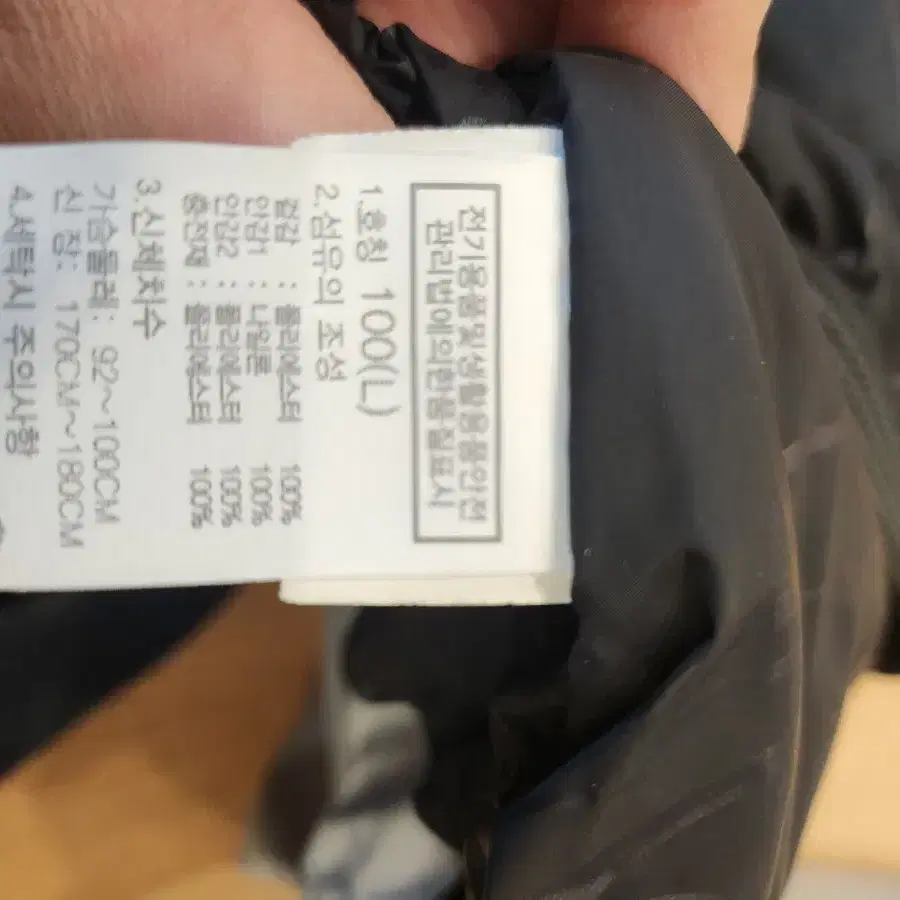 전기용품및생활용품안전
관리법에의한품질표시
1.호칭 100(L)
2.섬유의 조성
겉감 : 폴리에스터 100%
안감1 : 나일론 100%
안감2 : 폴리에스터 100%
충전재 : 폴리에스터 100%
3.신체치수
가슴둘레: 92~100CM
신 장: 170CM~180CM
4.세탁시 주의사항